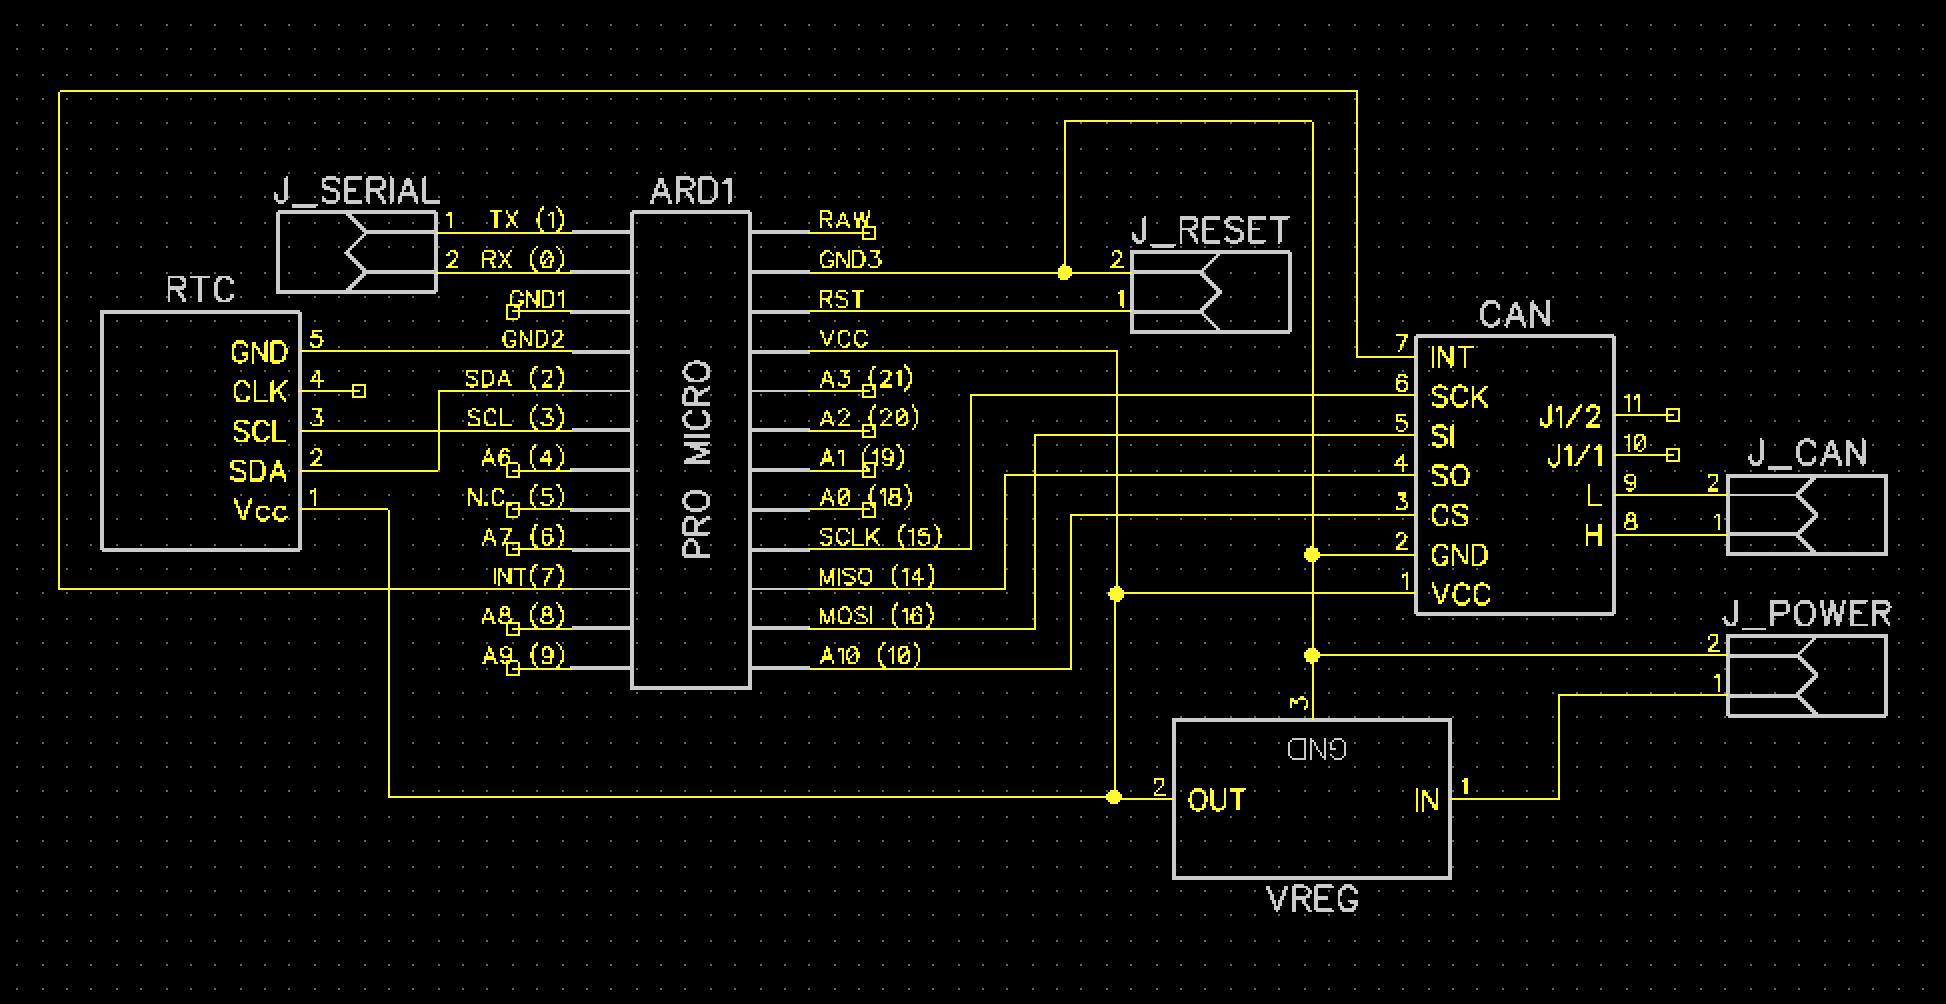 J_SERIAL
1 TX (1)
2 RX (0)
GND1
GND2
SDA (2)
SCL (3)
A6 (4)
N.C. (5)
A7 (6)
INT(7)
A8 (8)
A9 (9)
RTC
GND 5
CLK 4
SCL 3
SDA 2
Vcc 1
ARD1
PRO MICRO
RAW
GND3
RST
VCC
A3 (21)
A2 (20)
A1 (19)
A0 (18)
SCLK (15)
MISO (14)
MOSI (16)
A10 (10)
J_RESET
2
1
CAN
7 INT
6 SCK
5 SI
4 SO
3 CS
2 GND
1 VCC
J1/2 11
J1/1 10
L 9
H 8
J_CAN
2
1
J_POWER
2
1
3
GND
2 OUT
IN 1
VREG